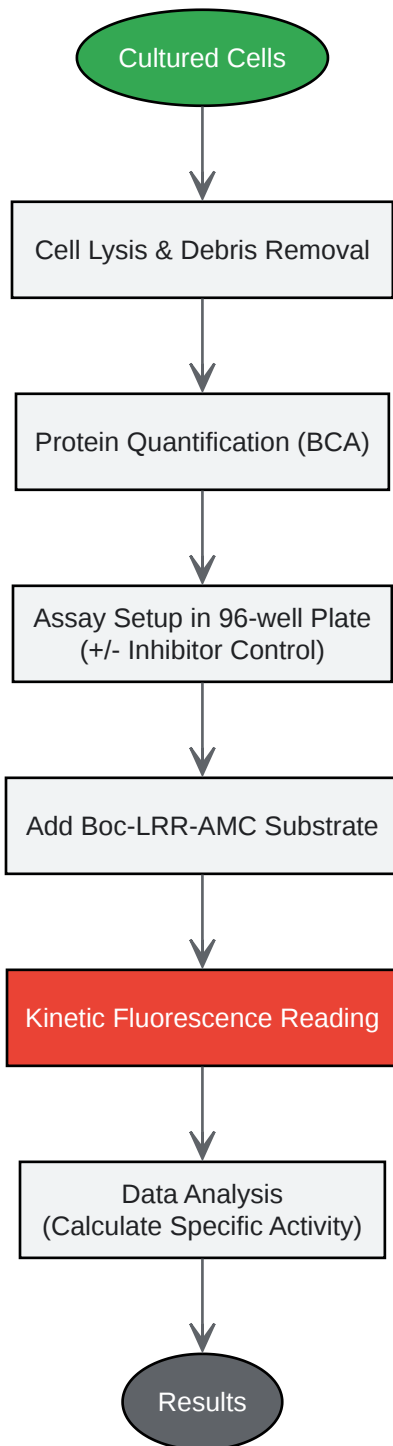 Cultured Cells
Cell Lysis & Debris Removal
Protein Quantification (BCA)
Assay Setup in 96-well Plate
(+/- Inhibitor Control)
Add Boc-LRR-AMC Substrate
Kinetic Fluorescence Reading
Data Analysis
(Calculate Specific Activity)
Results